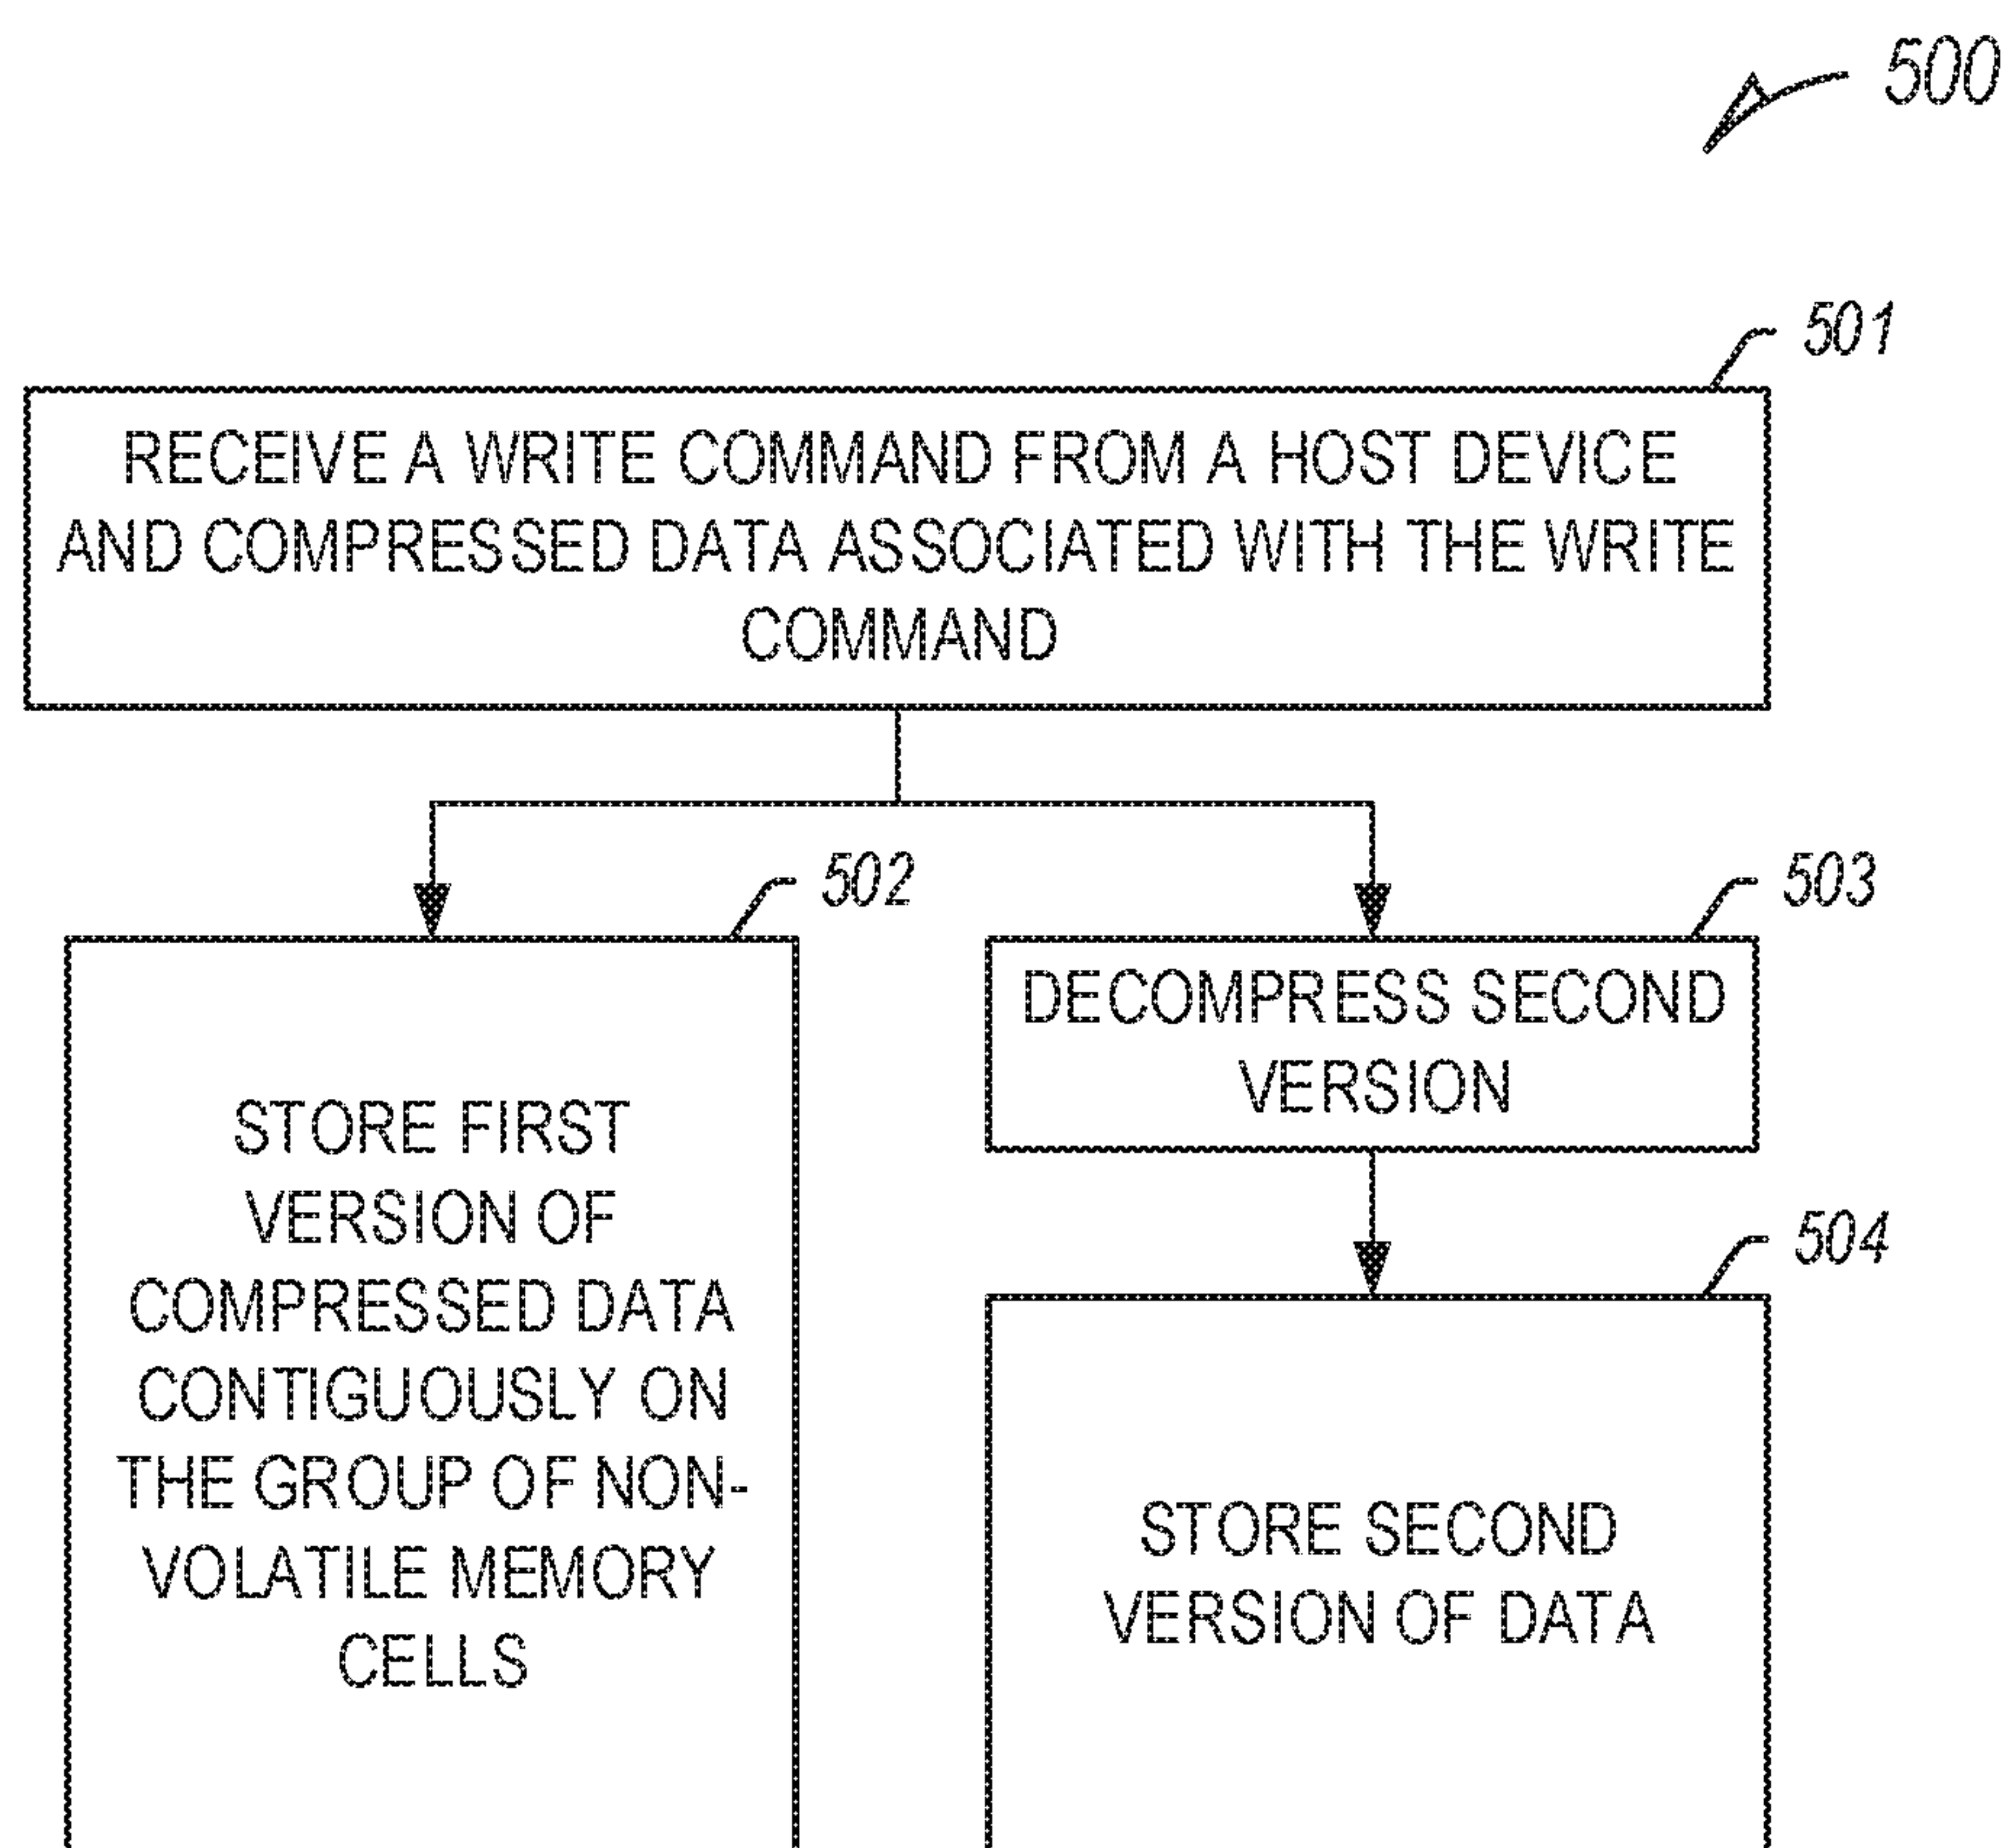 500
501
RECEIVE A WRITE COMMAND FROM A HOST DEVICE
AND COMPRESSED DATA ASSOCIATED WITH THE WRITE
COMMAND
502
STORE FIRST
VERSION OF
COMPRESSED DATA
CONTIGUOUSLY ON
THE GROUP OF NON-
VOLATILE MEMORY
CELLS
503
DECOMPRESS SECOND
VERSION
504
STORE SECOND
VERSION OF DATA